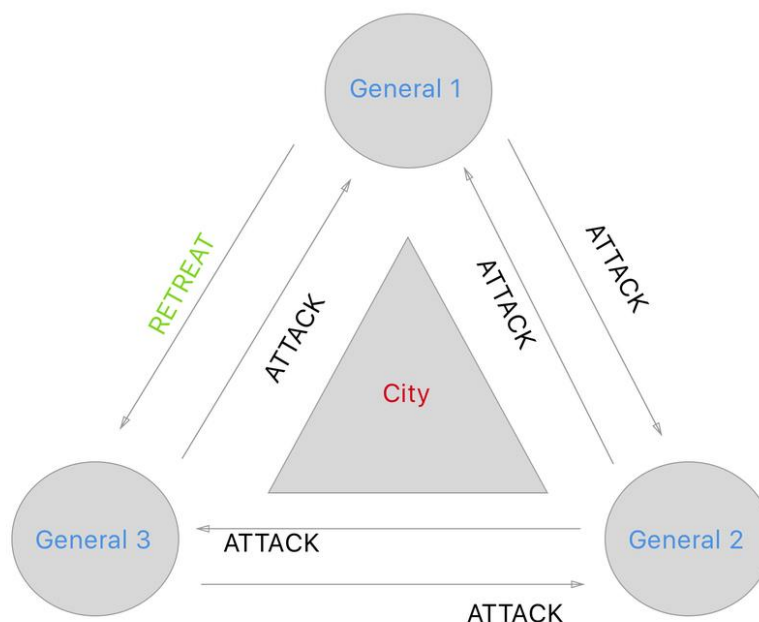 General 1
RETREAT
ATTACK
ATTACK
ATTACK
City
General 3
ATTACK
General 2
ATTACK